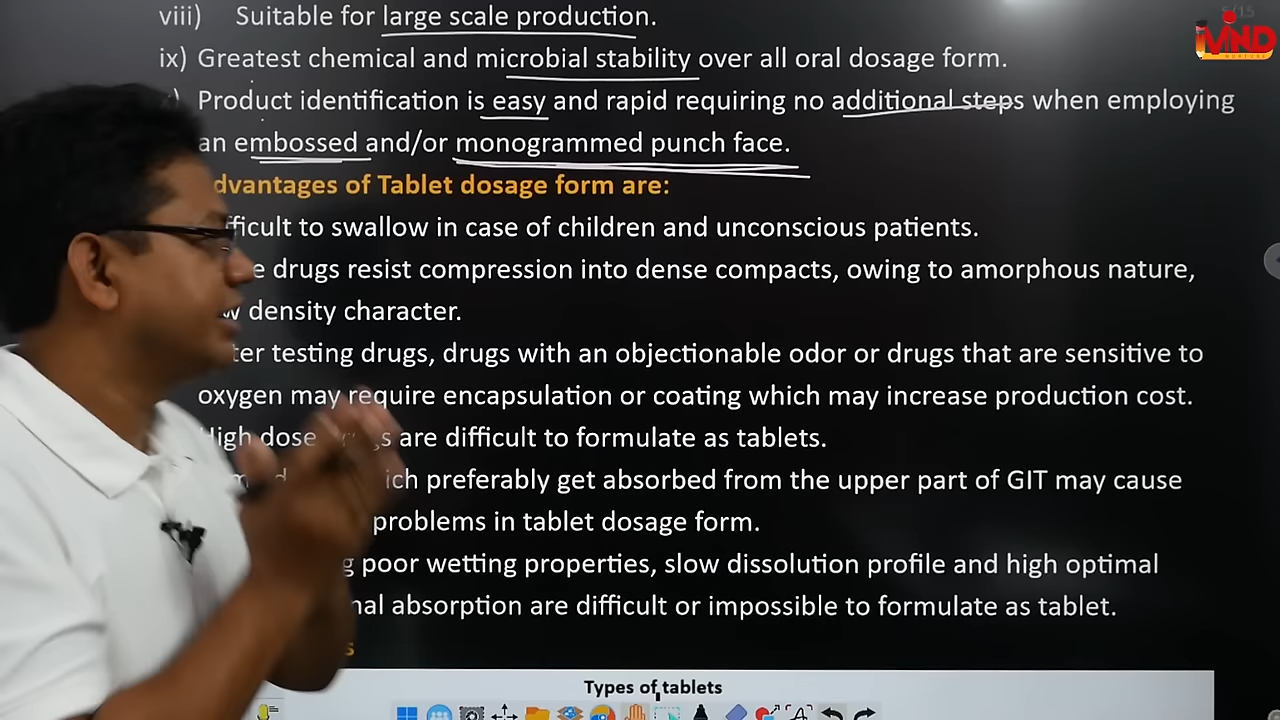 viii) Suitable for large scale production.
ix) Greatest chemical and microbial stability over all oral dosage form.
Product identification is easy and rapid requiring no additional steps when employing
an embossed and/or monogrammed punch face.
dvantages of Tablet dosage form are:
ficult to swallow in case of children and unconscious patients.
e drugs resist compression into dense compacts, owing to amorphous nature,
w density character.
ter testing drugs, drugs with an objectionable odor or drugs that are sensitive to
oxygen may require encapsulation or coating which may increase production cost.
High dose are difficult to formulate as tablets.
ich preferably get absorbed from the upper part of GIT may cause
problems in tablet dosage form.
g poor wetting properties, slow dissolution profile and high optimal
nal absorption are difficult or impossible to formulate as tablet.
s
Types of tablets
MIND